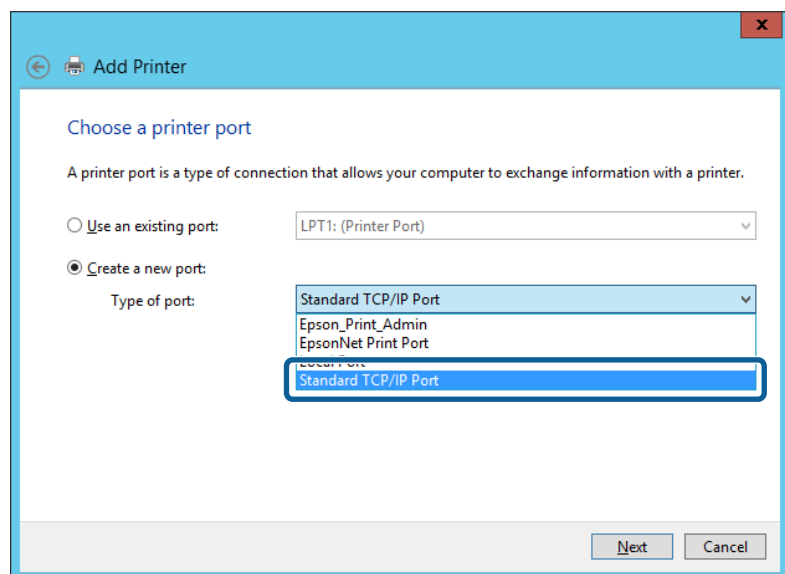 x
Add Printer
Choose a printer port
A printer port is a type of connection that allows your computer to exchange information with a printer.
Use an existing port:
LPT1: (Printer Port)
Create a new port:
Type of port:
Standard TCP/IP Port
Epson_Print_Admin
EpsonNet Print Port
Local Port
Standard TCP/IP Port
Next
Cancel